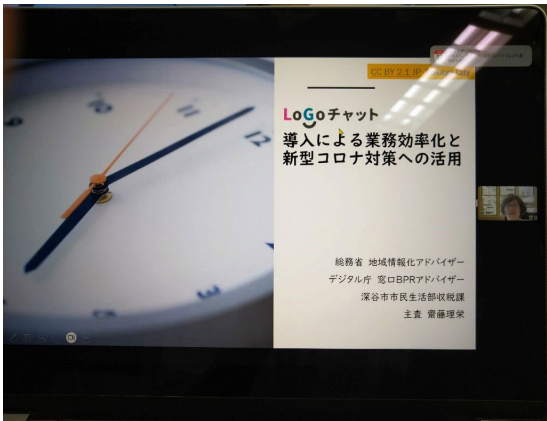 CC BY 2.1 JP
LoGoチャット
導入による業務効率化と
新型コロナ対策への活用
総務省 地域情報化アドバイザー
デジタル庁 窓口BPRアドバイザー
深谷市市民生活部収税課
主査 齋藤理栄
11
12